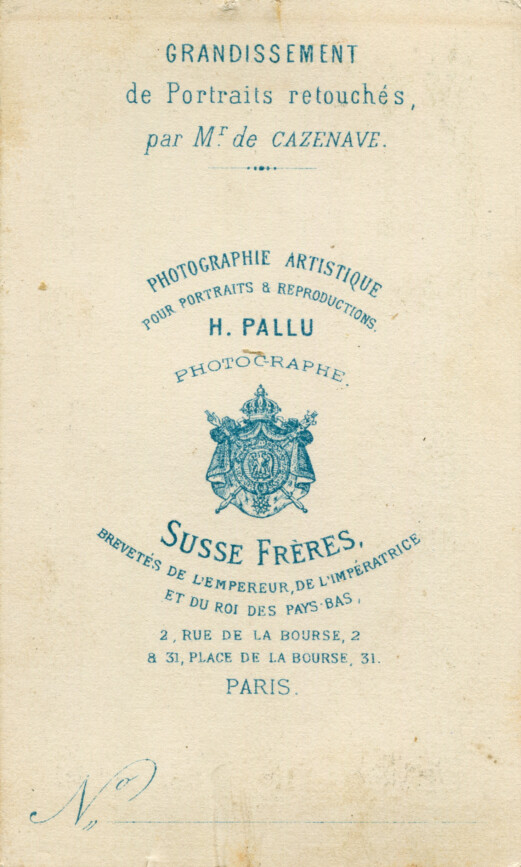 GRANDISSEMENT
de Portraits retouchés,
par Mr. de CAZENAVE.
PHOTOGRAPHIE ARTISTIQUE
POUR PORTRAITS & REPRODUCTIONS.
H. PALLU
PHOTOGRAPHE.
SUSSE FRÈRES,
BREVETÉS DE L'EMPEREUR, DE L'IMPÉRATRICE
ET DU ROI DES PAYS-BAS,
2, RUE DE LA BOURSE, 2
& 31, PLACE DE LA BOURSE, 31.
PARIS.
No